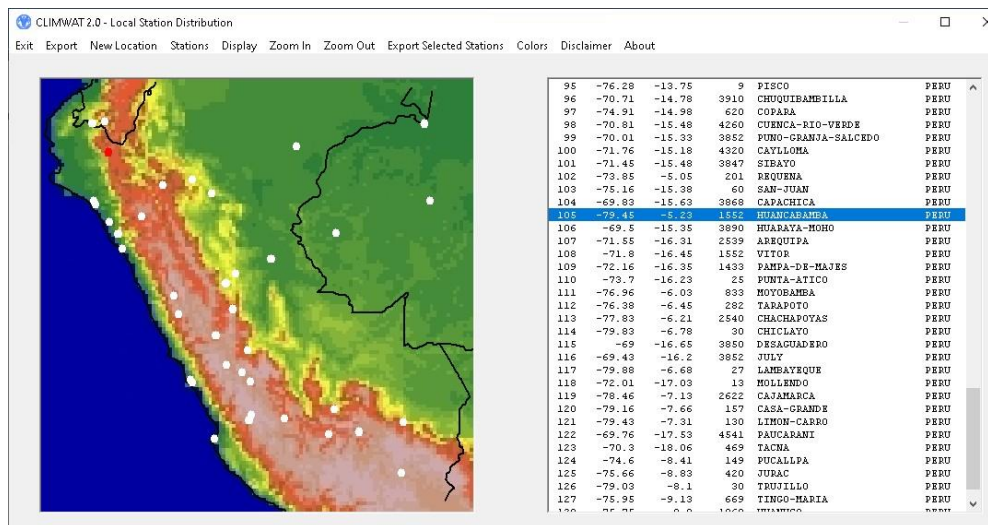 CLIMWAT 2.0 - Local Station Distribution
Exit Export New Location Stations Display Zoom In Zoom Out Export Selected Stations Colors Disclaimer About
95 -76.28 -13.75 9 PISCO PERU
96 -70.71 -14.78 3910 CHUQUIBAMBILLA PERU
97 -74.91 -14.98 620 COPARA PERU
98 -70.81 -15.48 4260 CUENCA-RIO-VERDE PERU
99 -70.01 -15.33 3852 PUNO-GRANJA-SALCEDO PERU
100 -71.76 -15.18 4320 CAYLLOMA PERU
101 -71.45 -15.48 3847 SIBAYO PERU
102 -73.85 -5.05 201 REQUENA PERU
103 -75.16 -15.38 60 SAN-JUAN PERU
104 -69.83 -15.63 3868 CAPACHICA PERU
105 -79.45 -5.23 1552 HUANCABAMBA PERU
106 -69.5 -15.35 3890 HUARAYA-MOHO PERU
107 -71.55 -16.31 2539 AREQUIPA PERU
108 -71.8 -16.45 1552 VITOR PERU
109 -72.16 -16.35 1433 PAMPA-DE-MAJES PERU
110 -73.7 -16.23 25 PUNTA-ATICO PERU
111 -76.96 -6.03 833 MOYOBAMBA PERU
112 -76.38 -6.45 282 TARAPOTO PERU
113 -77.83 -6.21 2540 CHACHAPOYAS PERU
114 -79.83 -6.78 30 CHICLAYO PERU
115 -69 -16.65 3850 DESAGUADERO PERU
116 -69.43 -16.2 3852 JULY PERU
117 -79.88 -6.68 27 LAMBAYEQUE PERU
118 -72.01 -17.03 13 MOLLENDO PERU
119 -78.46 -7.13 2622 CAJAMARCA PERU
120 -79.16 -7.66 157 CASA-GRANDE PERU
121 -79.43 -7.31 130 LIMON-CARRO PERU
122 -69.76 -17.53 4541 PAUCARANI PERU
123 -70.3 -18.06 469 TACNA PERU
124 -74.6 -8.41 149 PUCALLPA PERU
125 -75.66 -8.83 420 JURAC PERU
126 -79.03 -8.1 30 TRUJILLO PERU
127 -75.95 -9.13 669 TINGO-MARIA PERU